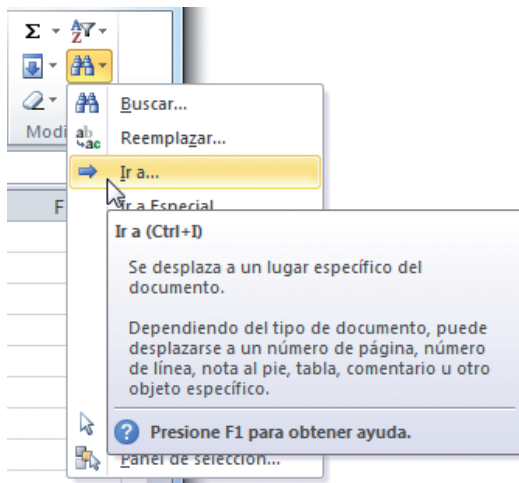 Σ
A
Z
Modi
Buscar...
ab
ac
Reemplazar...
Ir a...
F
Ir a Especial
Ir a (Ctrl+I)
Se desplaza a un lugar específico del
documento.
Dependiendo del tipo de documento, puede
desplazarse a un número de página, número
de línea, nota al pie, tabla, comentario u otro
objeto específico.
? Presione F1 para obtener ayuda.
Panel de selección...